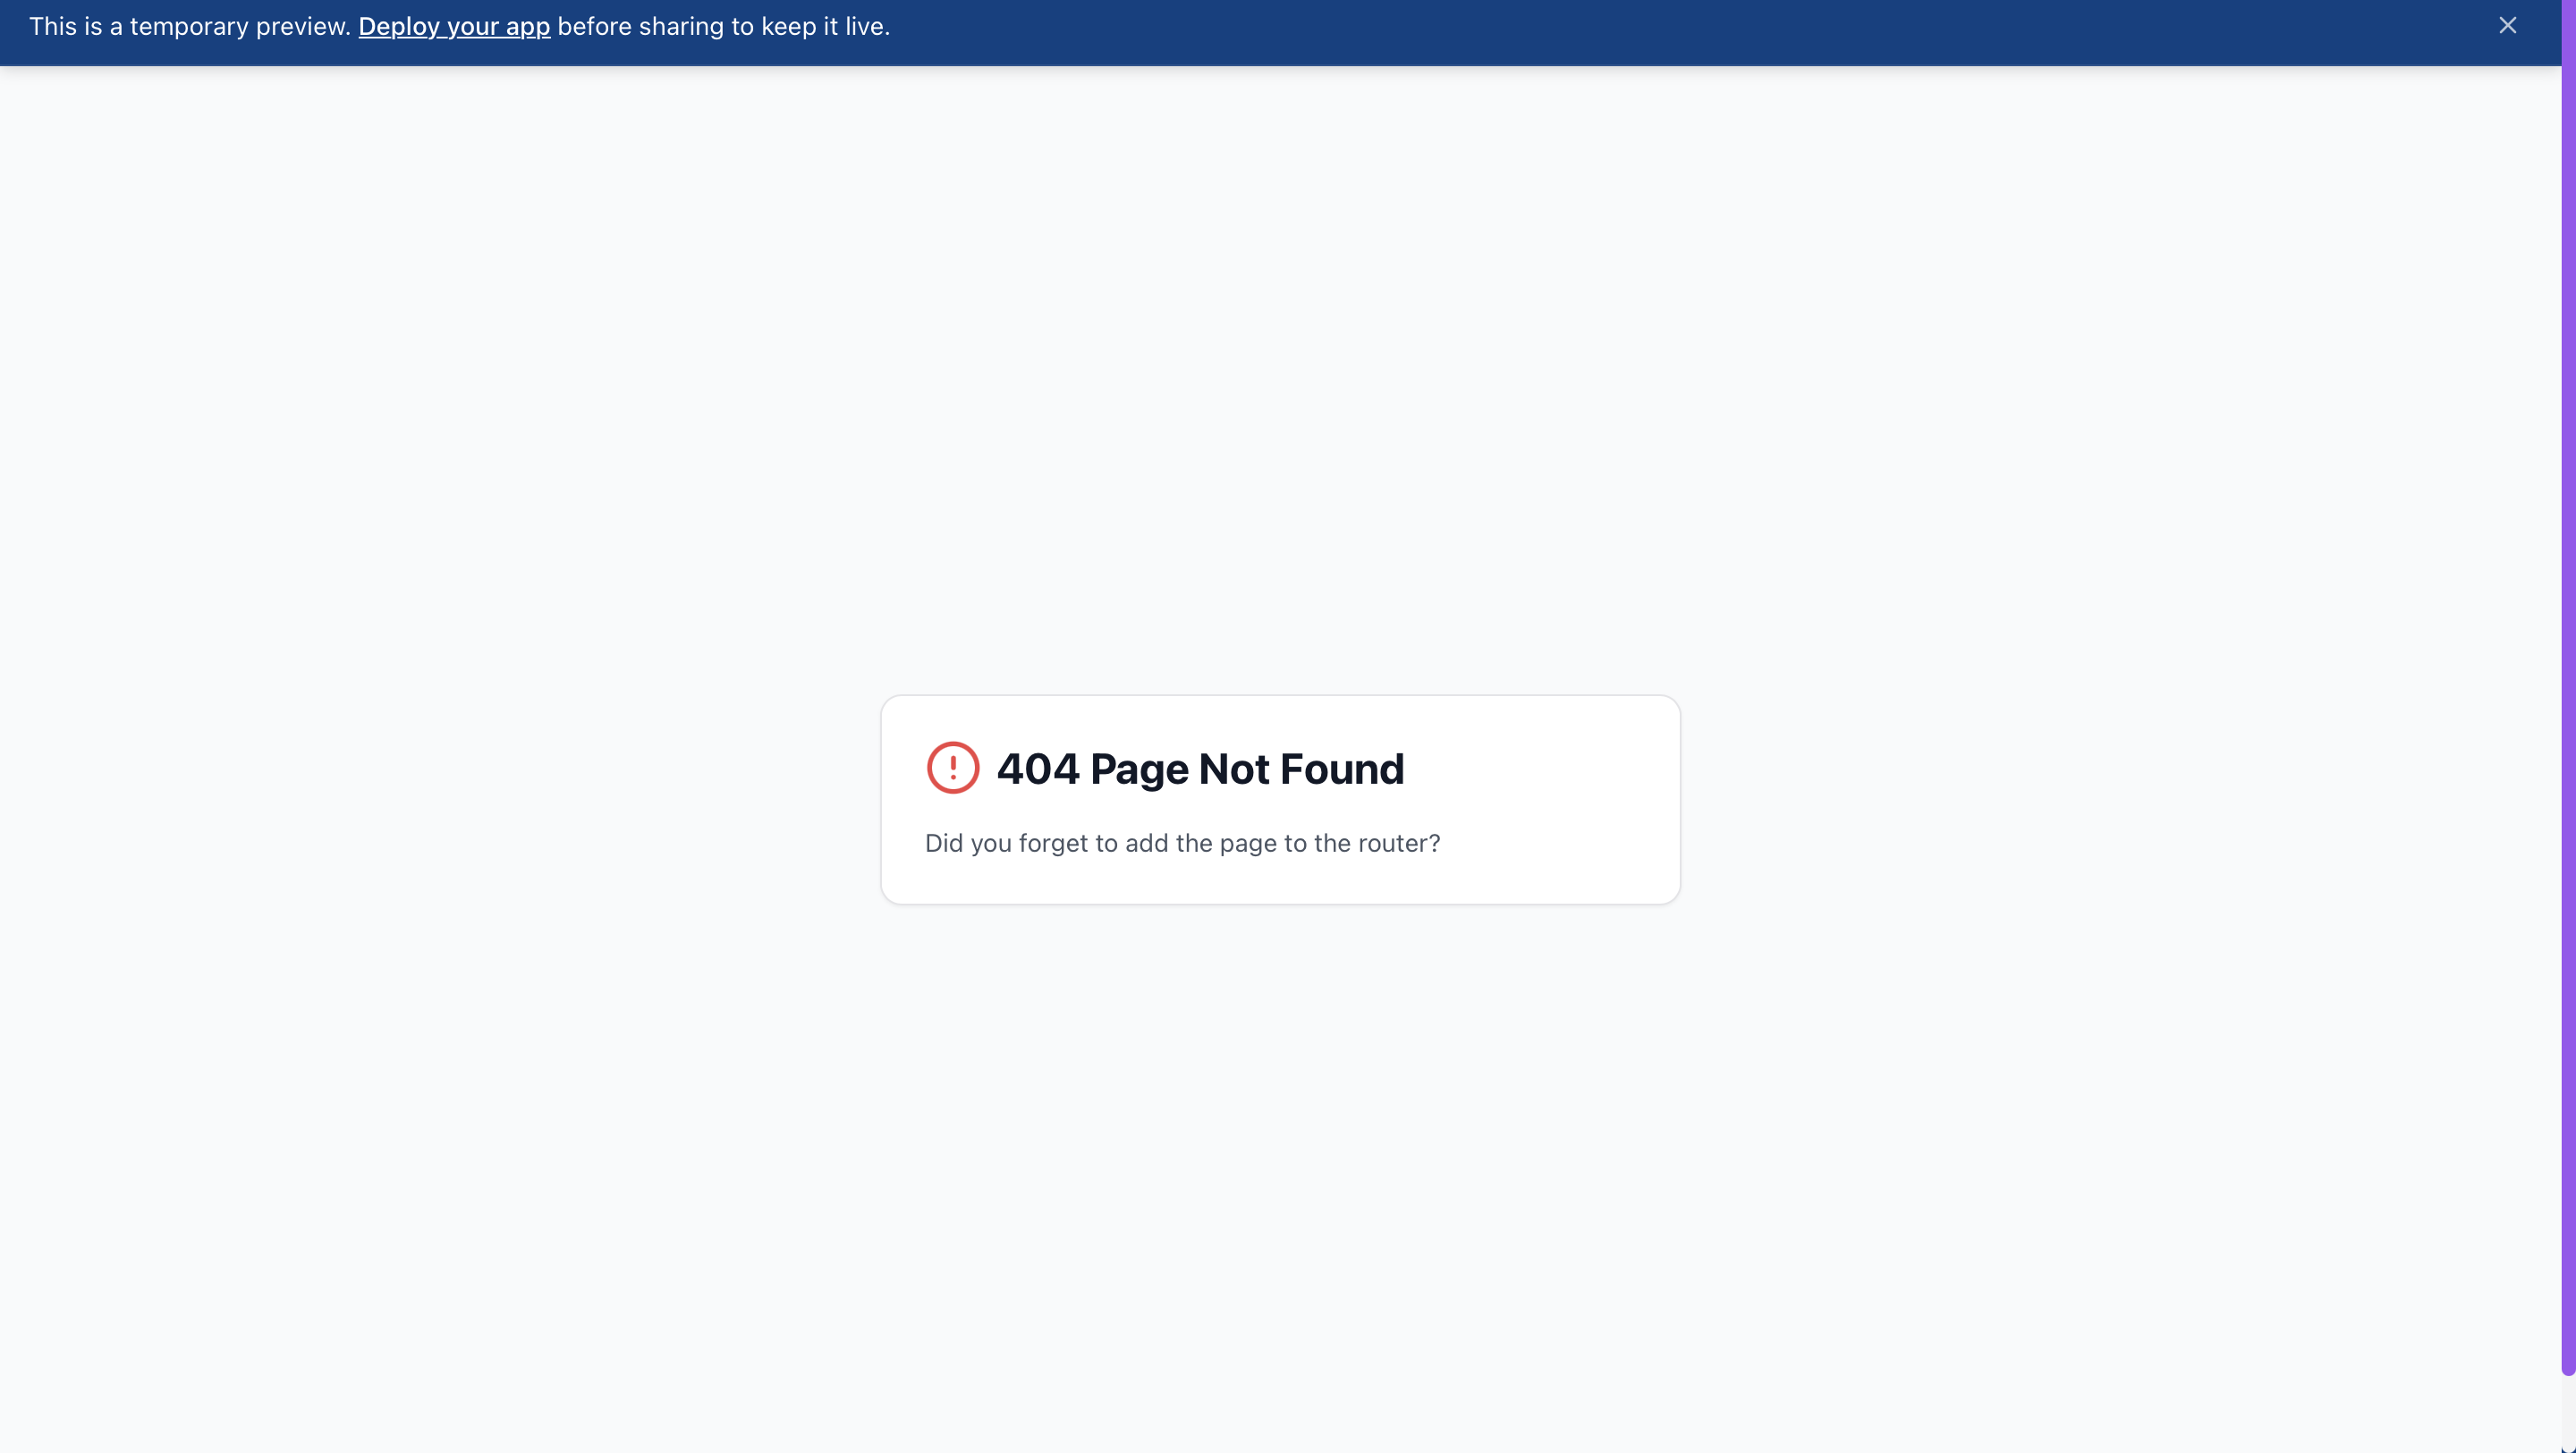 This is a temporary preview. Deploy your app before sharing to keep it live.
404 Page Not Found
Did you forget to add the page to the router?